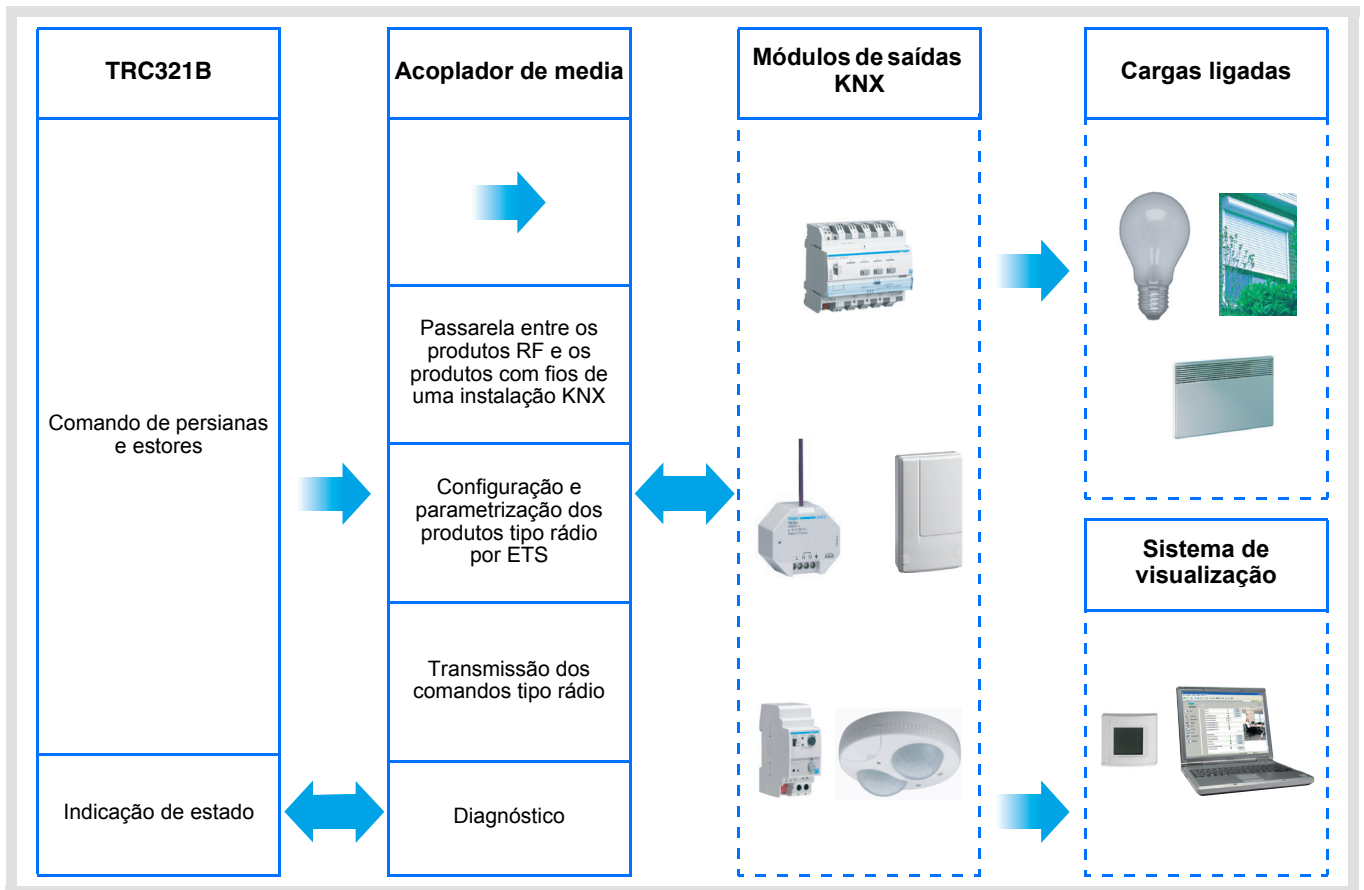 TRC321B
Comando de persianas
e estores
Indicação de estado
Acoplador de media
Passarela entre os
produtos RF e os
produtos com fios de
uma instalação KNX
Configuração e
parametrização dos
produtos tipo rádio
por ETS
Transmissão dos
comandos tipo rádio
Diagnóstico
Módulos de saídas
KNX
Cargas ligadas
Sistema de
visualização